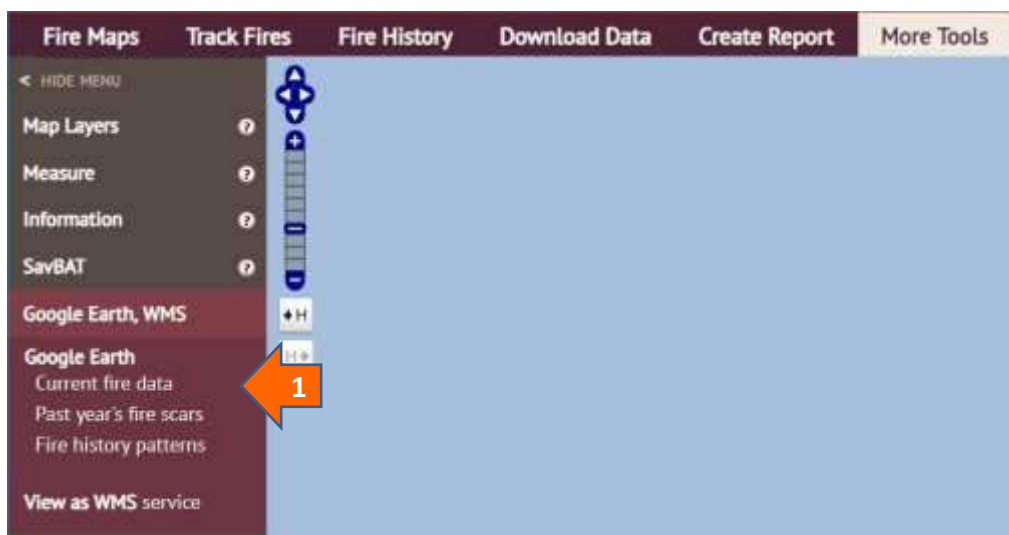 Fire Maps Track Fires Fire History Download Data Create Report More Tools
< HIDE MENU
Map Layers ?
Measure ?
Information ?
SavBAT ?
Google Earth, WMS
H
Google Earth
H
Current fire data
1
Past year's fire scars
Fire history patterns
View as WMS service